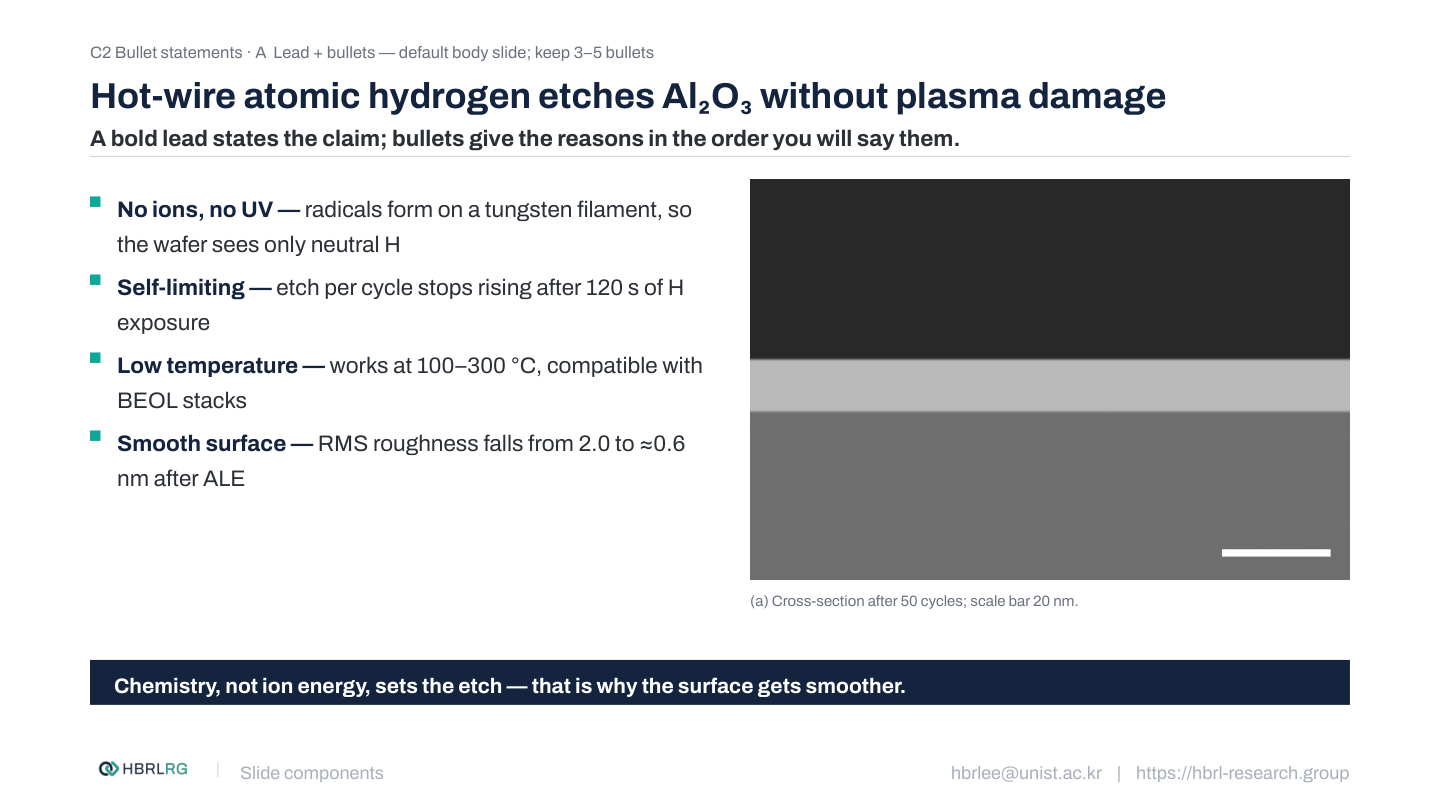 C2 Bullet statements · A  Lead + bullets — default body slide; keep 3–5 bullets
Hot-wire atomic hydrogen etches Al₂O₃ without plasma damage
A bold lead states the claim; bullets give the reasons in the order you will say them.
No ions, no UV — radicals form on a tungsten filament, so
the wafer sees only neutral H
Self-limiting — etch per cycle stops rising after 120 s of H
exposure
Low temperature — works at 100–300 °C, compatible with
BEOL stacks
Smooth surface — RMS roughness falls from 2.0 to ≈0.6
nm after ALE
(a) Cross-section after 50 cycles; scale bar 20 nm.
Chemistry, not ion energy, sets the etch — that is why the surface gets smoother.
HBRLRG | Slide components
hbrlee@unist.ac.kr | https://hbrl-research.group